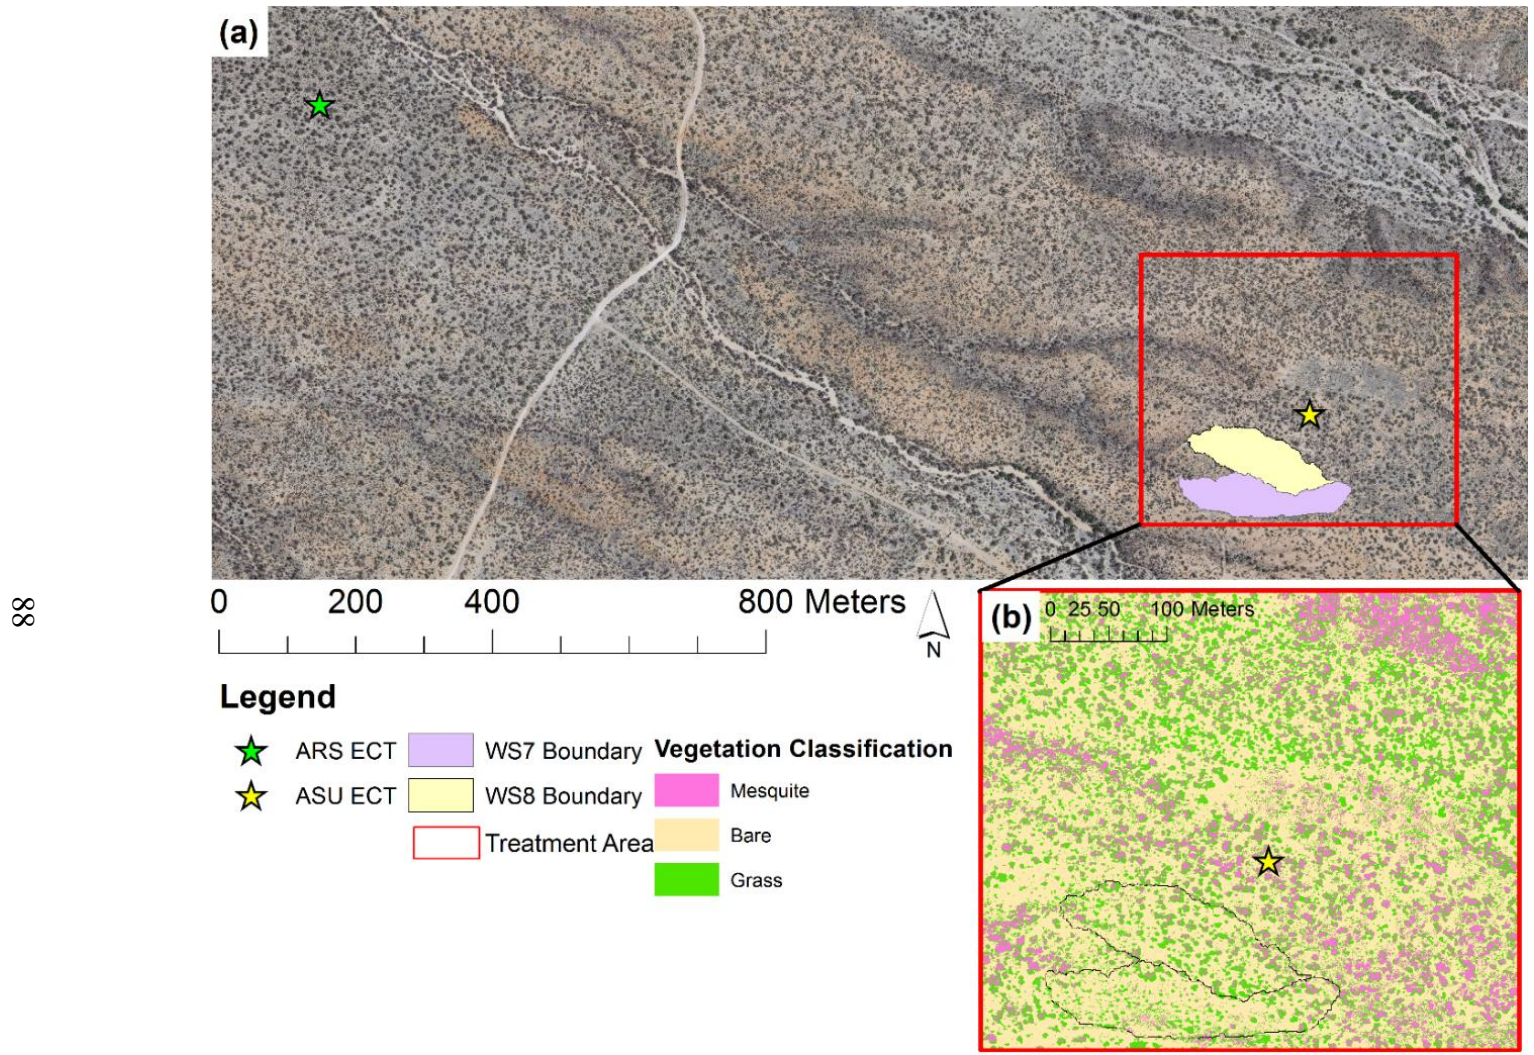 (a)
88
0 200 400 800 Meters
N
(b) 0 25 50 100 Meters
Legend
ARS ECT
ASU ECT
WS7 Boundary
WS8 Boundary
Treatment Area
Vegetation Classification
Mesquite
Bare
Grass